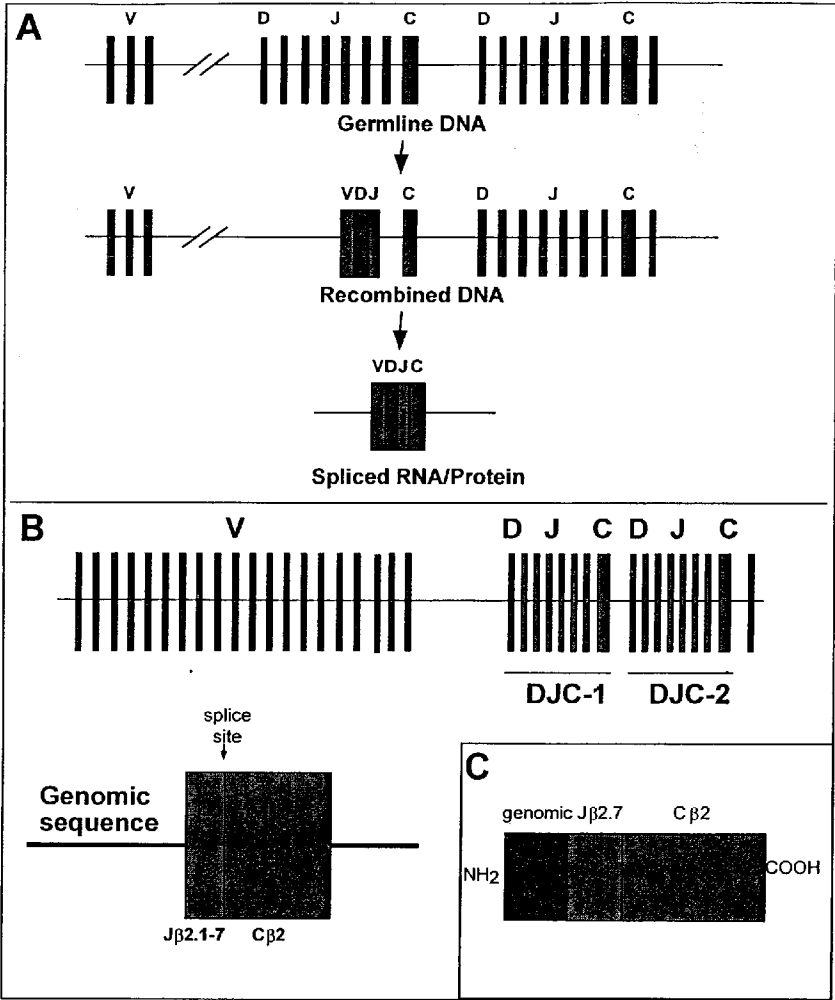 A
V D J C D J C
Germline DNA
V VDJ C D J C
Recombined DNA
VDJC
Spliced RNA/Protein
B
V D J C D J C
DJC-1 DJC-2
splice
site
Genomic
sequence
Jβ2.1-7 Cβ2
C
genomic Jβ2.7 Cβ2
NH2 COOH